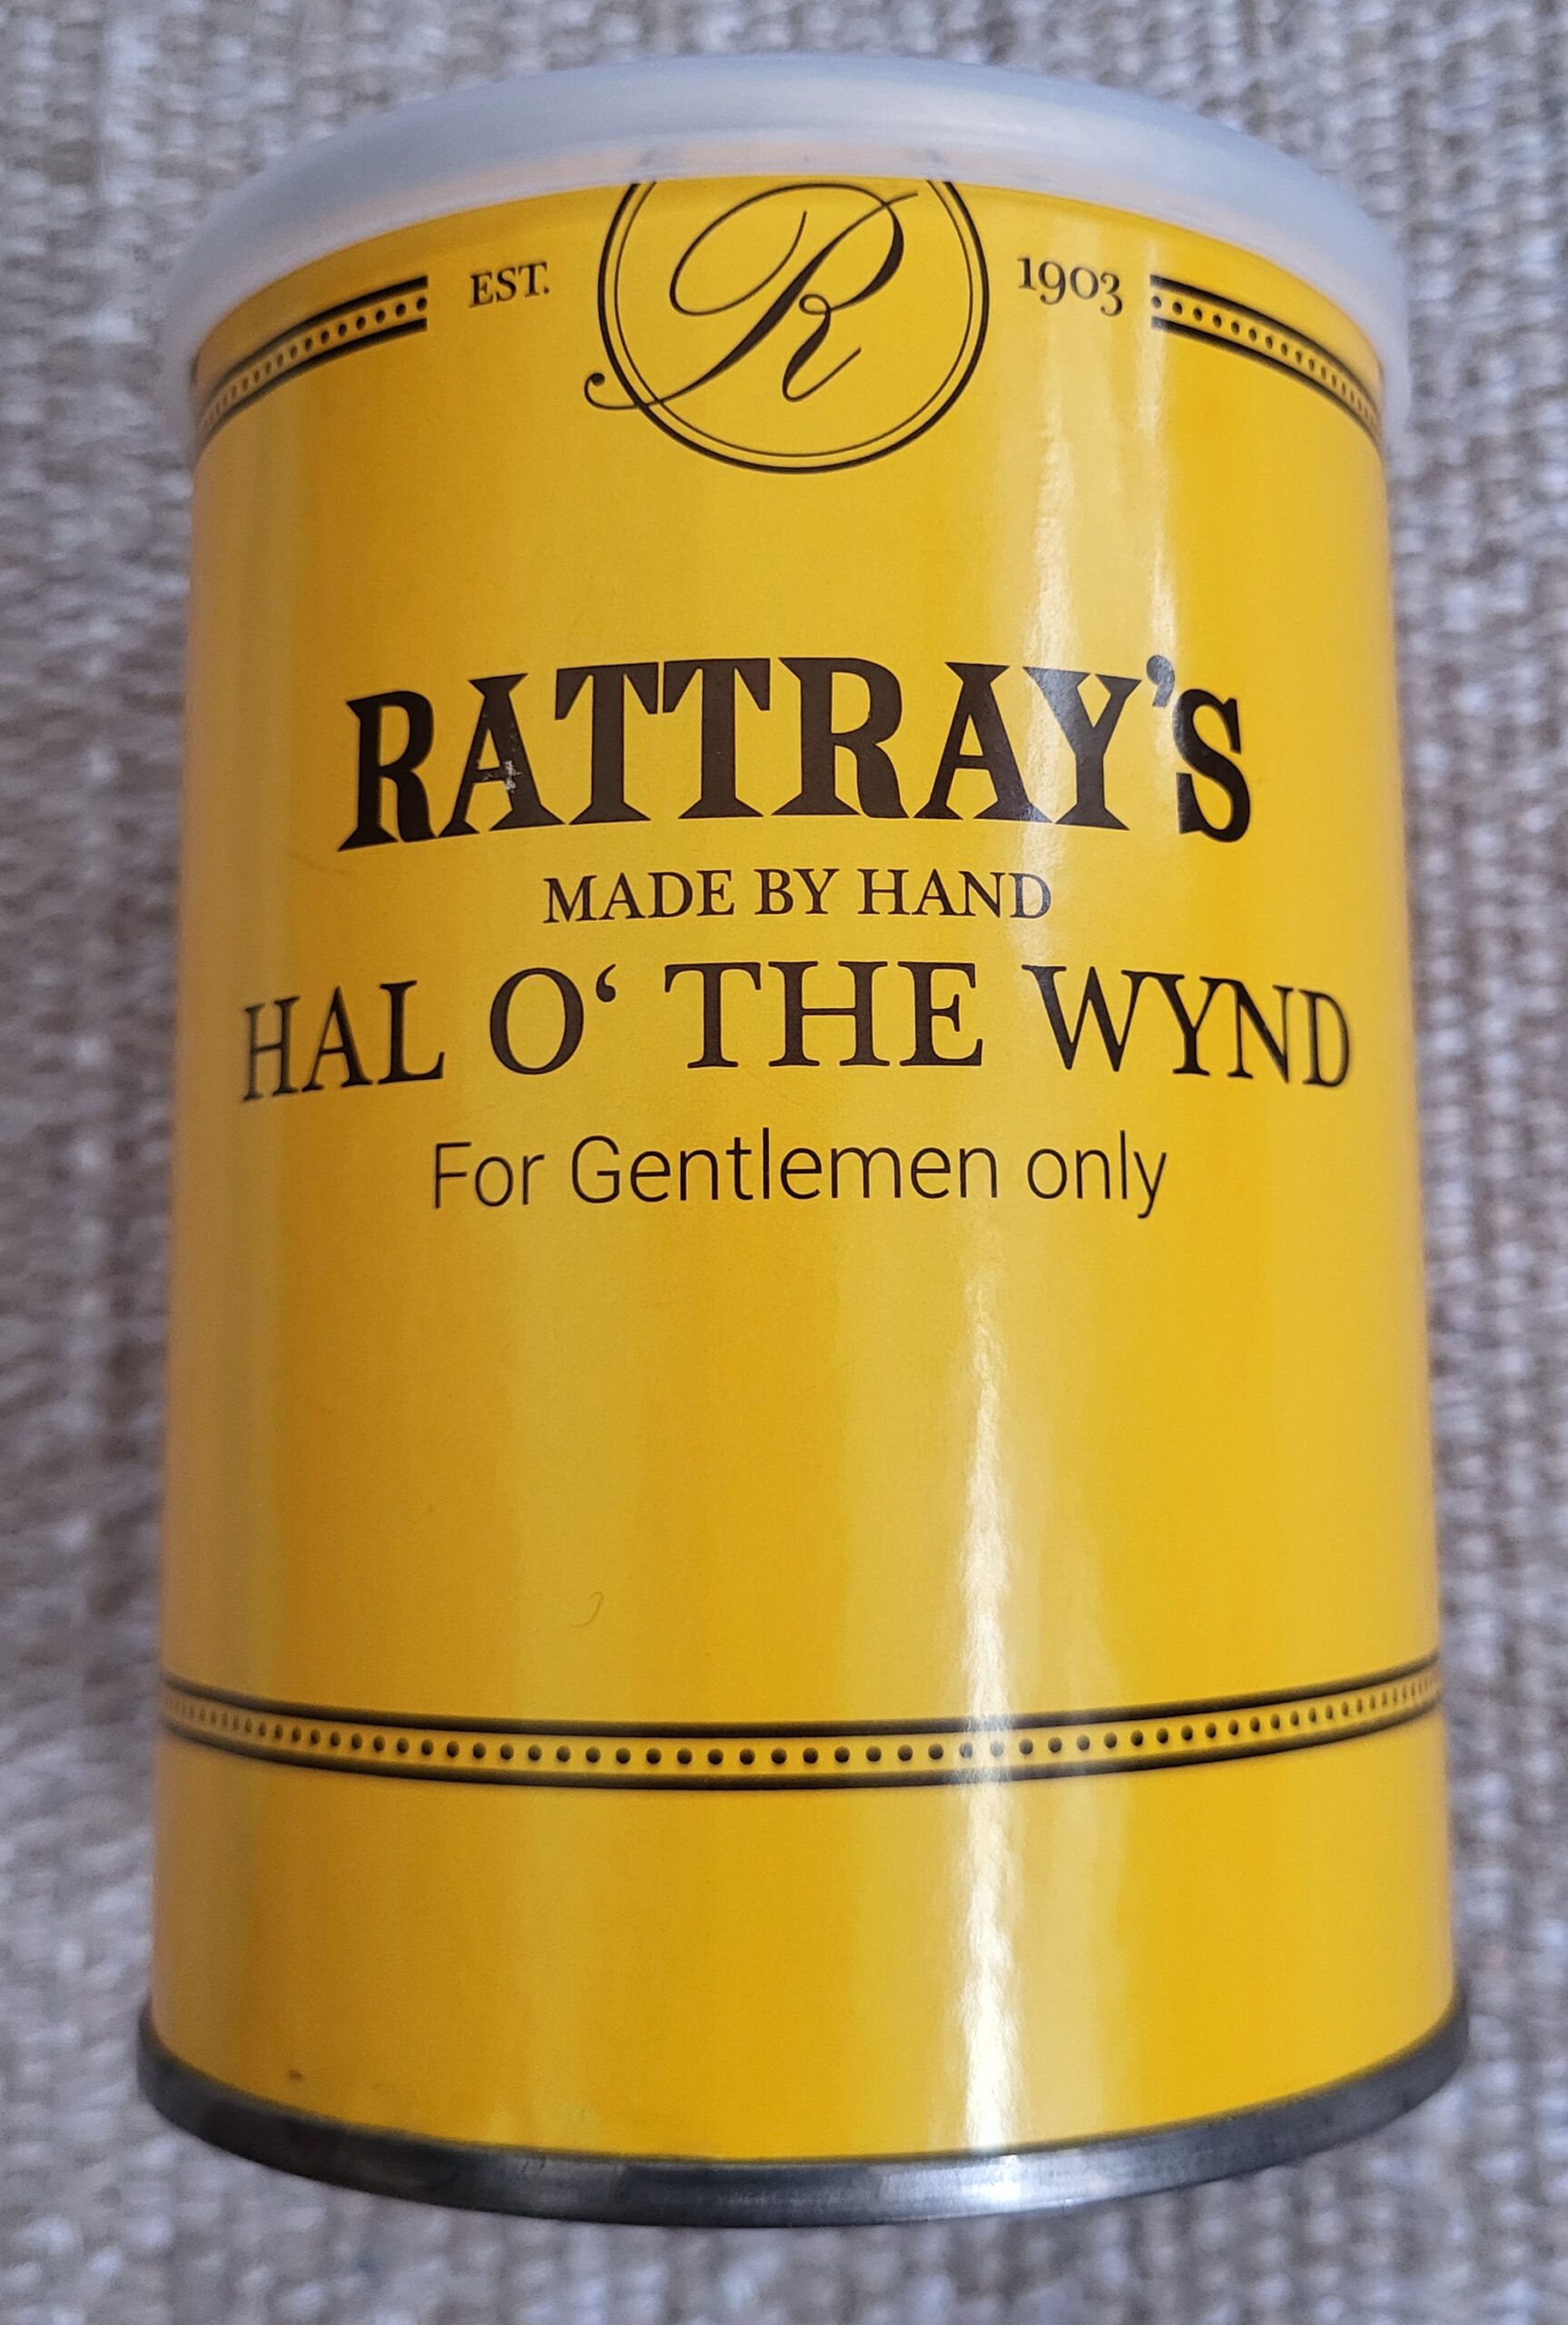 EST. R 1903
RATTRAY'S
MADE BY HAND
HAL O‘ THE WYND
For Gentlemen only